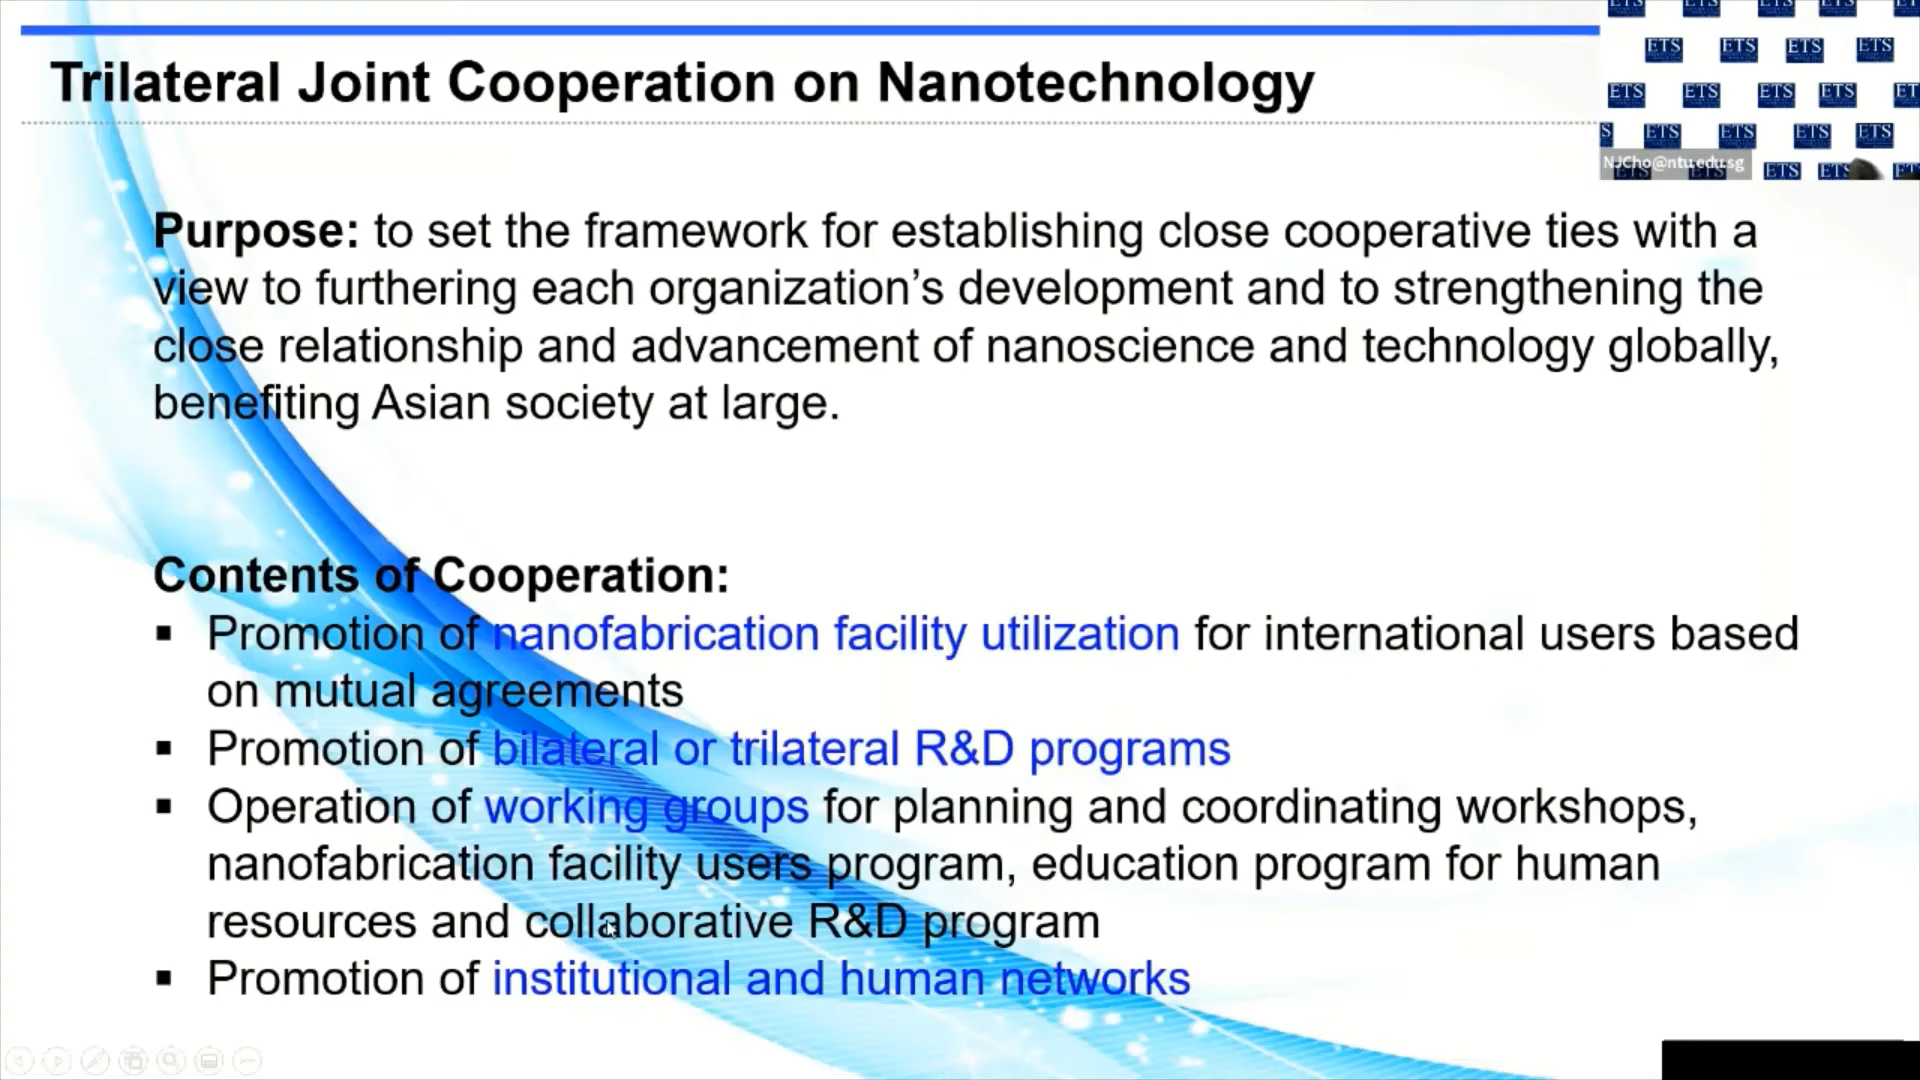 Trilateral Joint Cooperation on Nanotechnology
ETS ETS ETS ETS
ETS ETS ETS ETS ET
S ETS ETS ETS ETS
NJCho@ntu.edu.sg
ETS ETS
Purpose: to set the framework for establishing close cooperative ties with a
view to furthering each organization’s development and to strengthening the
close relationship and advancement of nanoscience and technology globally,
benefiting Asian society at large.
Contents of Cooperation:
▪ Promotion of nanofabrication facility utilization for international users based
on mutual agreements
▪ Promotion of bilateral or trilateral R&D programs
▪ Operation of working groups for planning and coordinating workshops,
nanofabrication facility users program, education program for human
resources and collaborative R&D program
▪ Promotion of institutional and human networks